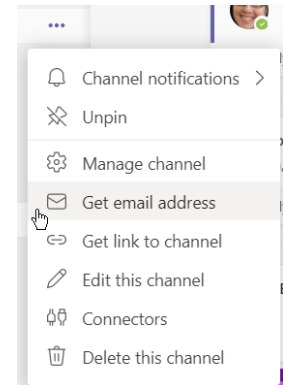 Channel notifications
Unpin
Manage channel
Get email address
Get link to channel
Edit this channel
Connectors
Delete this channel